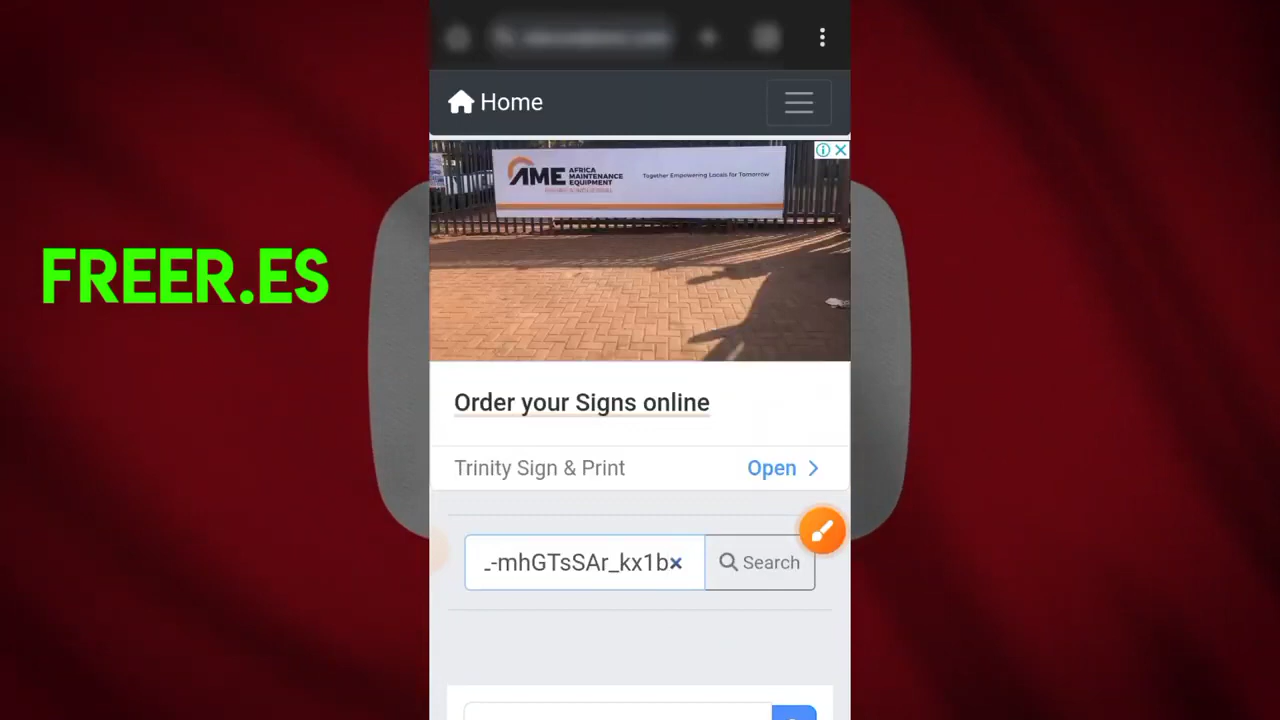 FREER.ES
Home
AME AFRICA
MAINTENANCE
EQUIPMENT
Together Empowering Locals for Tomorrow
Order your Signs online
Trinity Sign & Print
Open
-mhGTsSAr_kx1b
Search